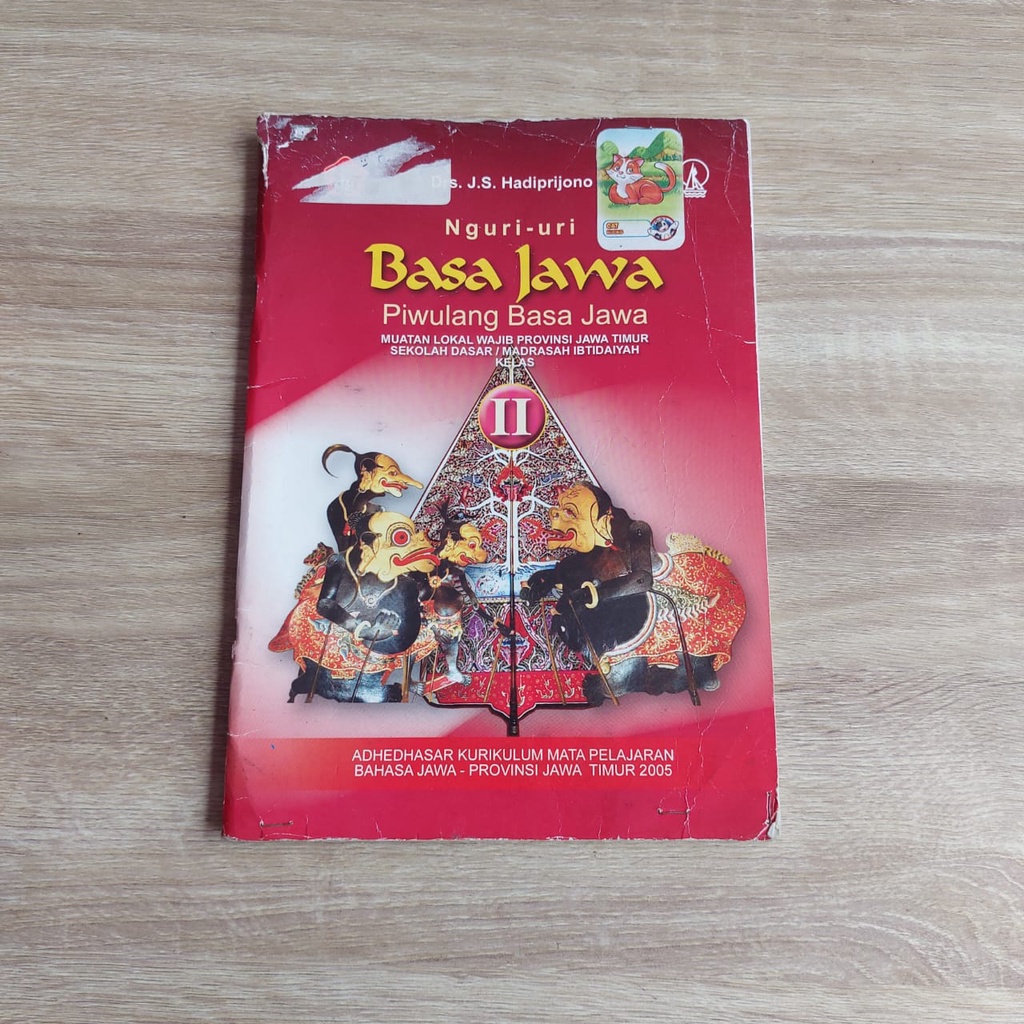 Drs. J.S. Hadiprijono
CAT
Nguri-uri
Basa Jawa
Piwulang Basa Jawa
MUATAN LOKAL WAJIB PROVINSI JAWA TIMUR
SEKOLAH DASAR / MADRASAH IBTIDAIYAH
KELAS
II
ADHEDHASAR KURIKULUM MATA PELAJARAN
BAHASA JAWA - PROVINSI JAWA TIMUR 2005